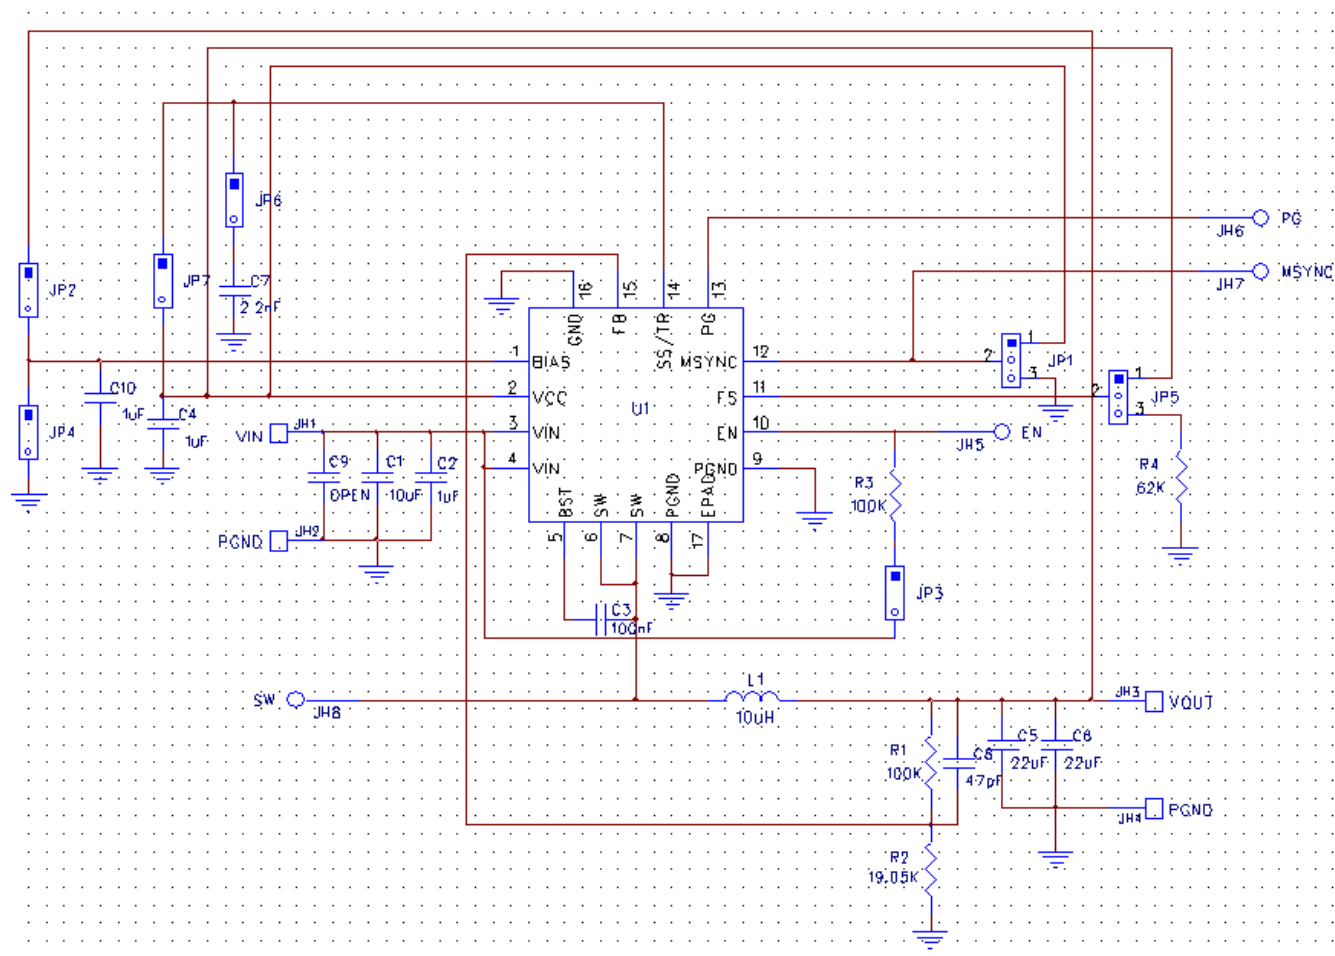 JP6
PG
JH6
JP2
JP7
C7
2.2nF
MSYNC
JH7
16
15
14
13
GND
FB
SS/TR
PG
1
BIAS
MSYNC
12
2
1
3
JP1
2
VCC
U1
FS
11
2
1
3
JP5
C10
1uF
C4
1uF
JP4
VIN
JH1
3
VIN
EN
10
JH5
EN
4
VIN
PGND
9
C9
OPEN
C1
10uF
C2
1uF
R3
100K
R4
62K
BST
SW
SW
PGND
EPAD
5
6
7
8
17
PGND
JH2
JP3
C3
100nF
SW
JH8
L1
10uH
JH3
VOUT
R1
100K
C8
47pF
C5
22uF
C6
22uF
JH4
PGND
R2
19.05K